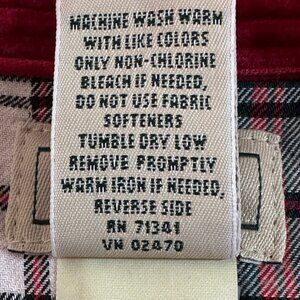 MACHINE WASH WARM
WITH LIKE COLORS
ONLY NON-CHLORINE
BLEACH IF NEEDED,
DO NOT USE FABRIC
SOFTENERS
TUMBLE DRY LOW
REMOVE PROMPTLY
WARM IRON IF NEEDED,
REVERSE SIDE
RN 71341
VN 02470